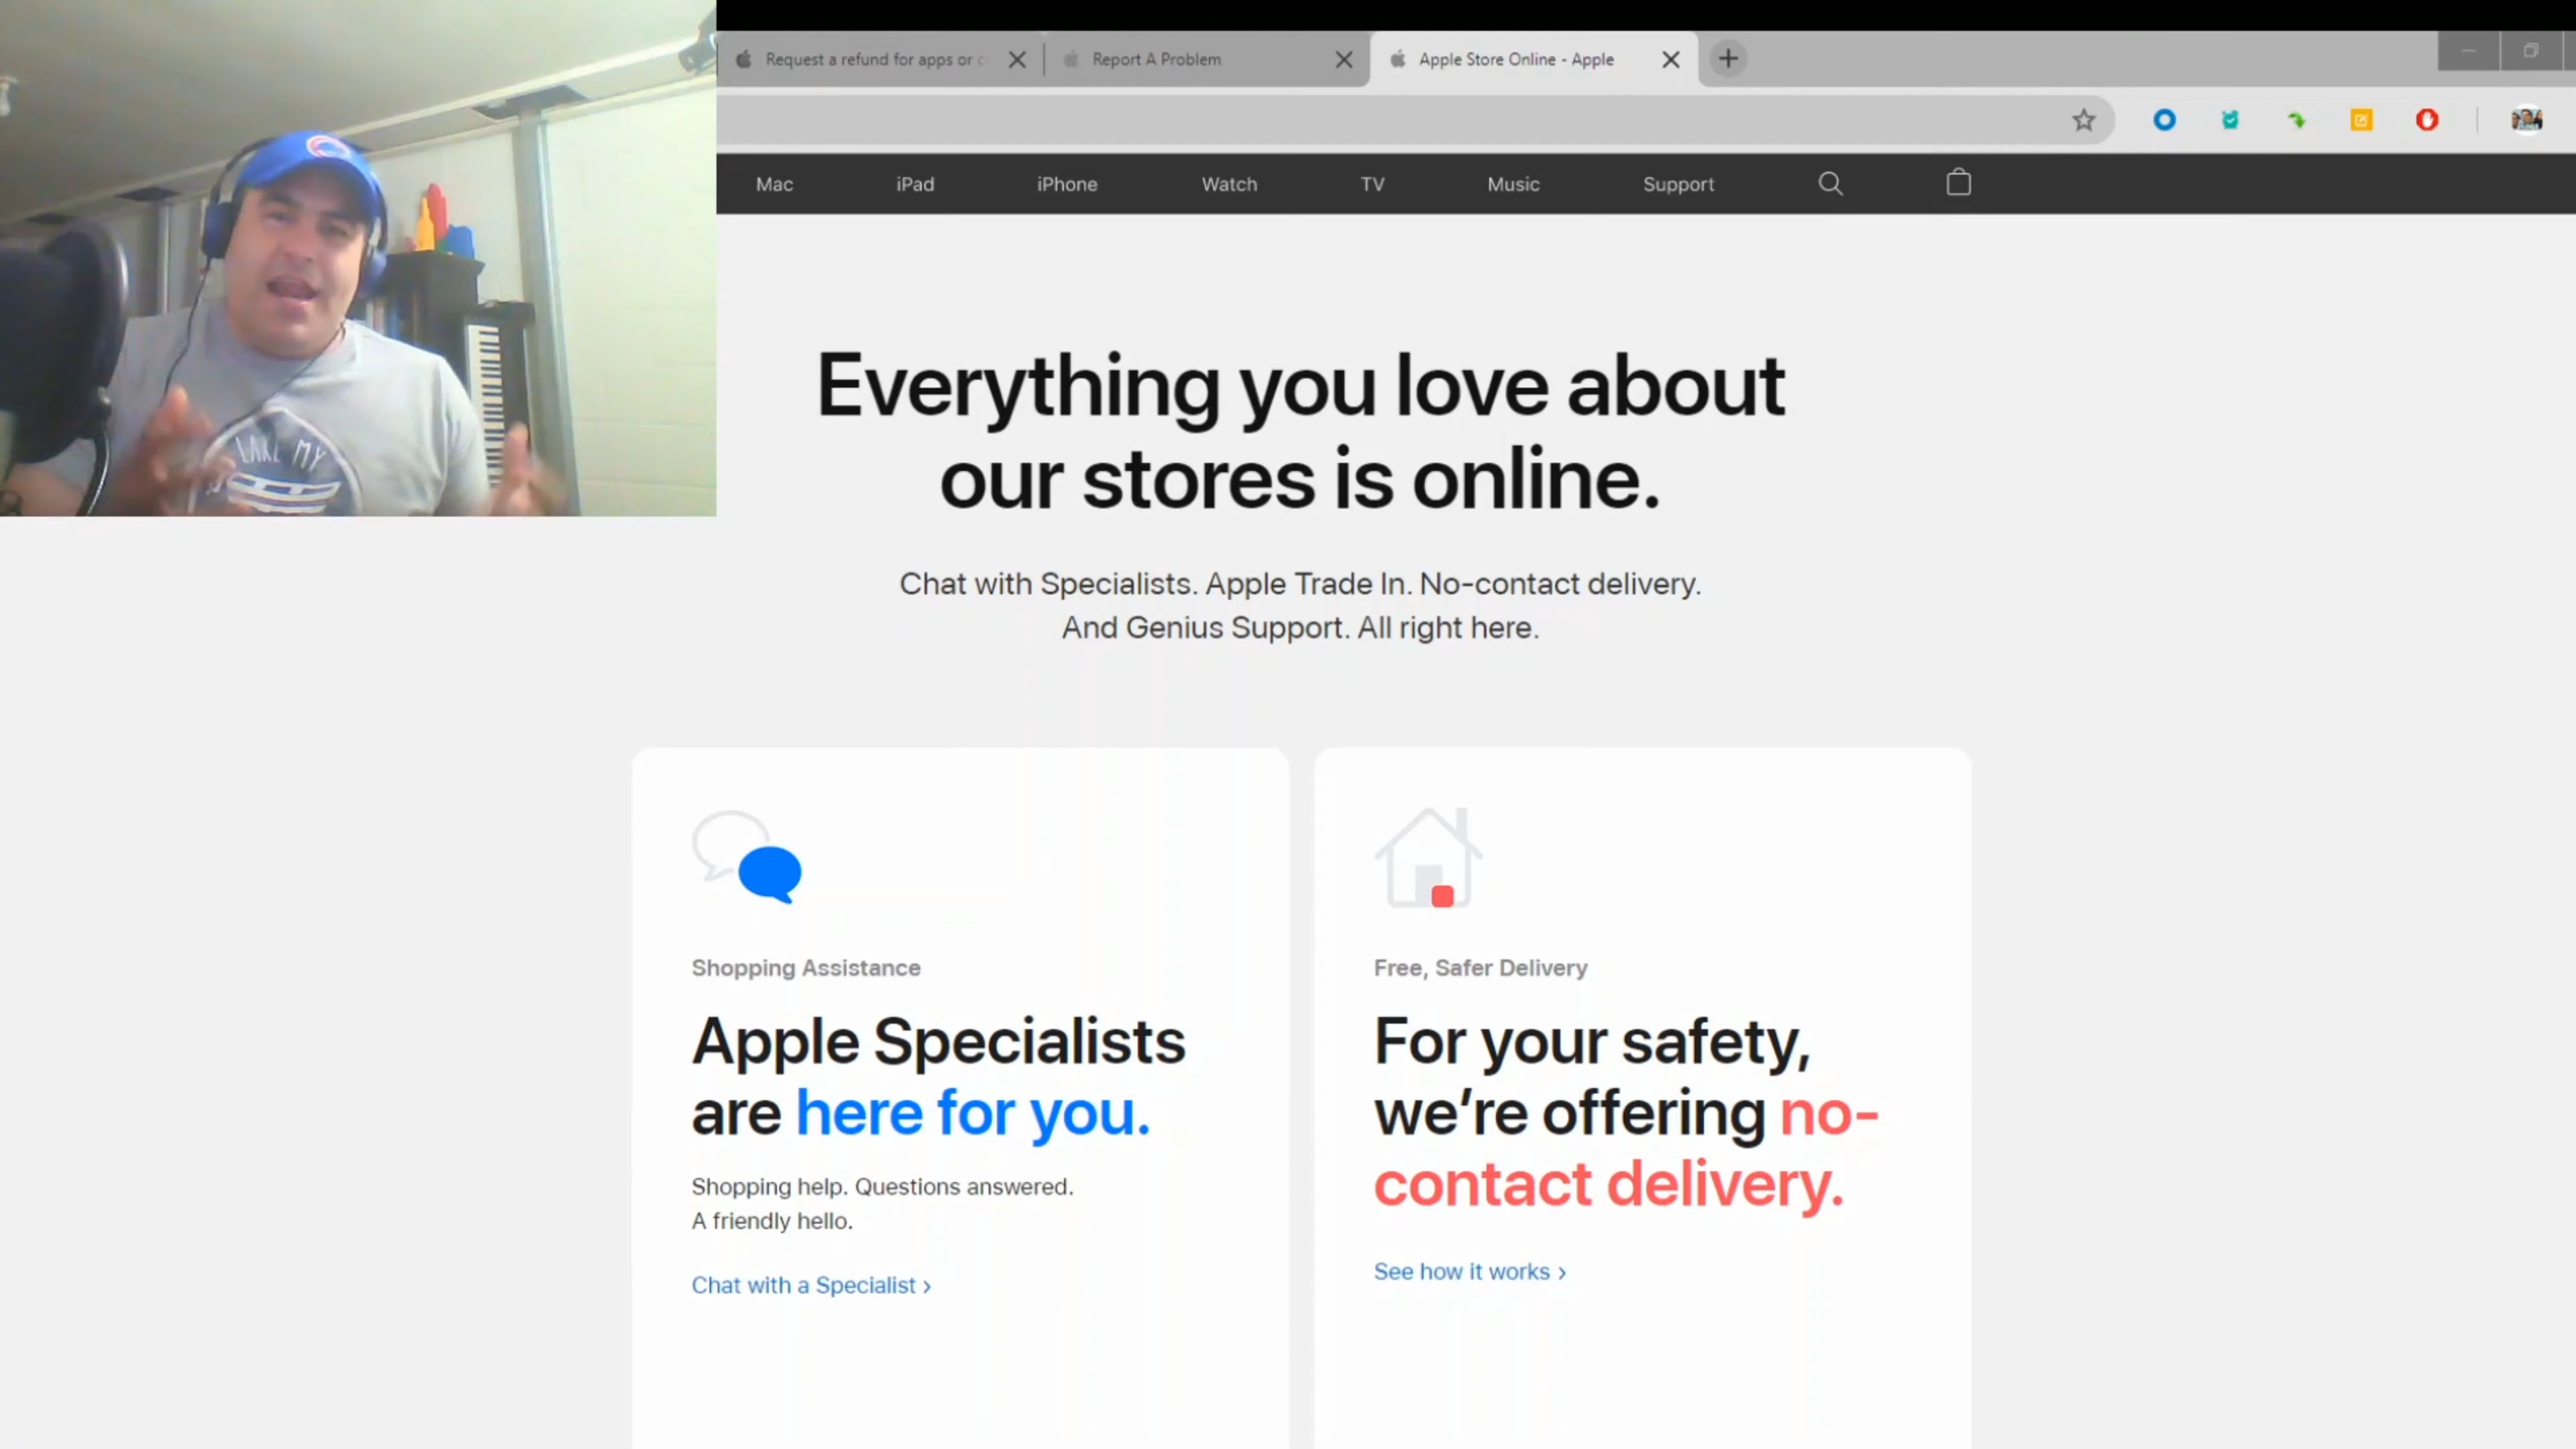 Request a refund for apps or c
Report A Problem
Apple Store Online - Apple
Mac
iPad
iPhone
Watch
TV
Music
Support
LAKE MY
Everything you love about
our stores is online.
Chat with Specialists. Apple Trade In. No-contact delivery.
And Genius Support. All right here.
Shopping Assistance
Apple Specialists
are here for you.
Shopping help. Questions answered.
A friendly hello.
Chat with a Specialist ›
Free, Safer Delivery
For your safety,
we're offering no-
contact delivery.
See how it works ›